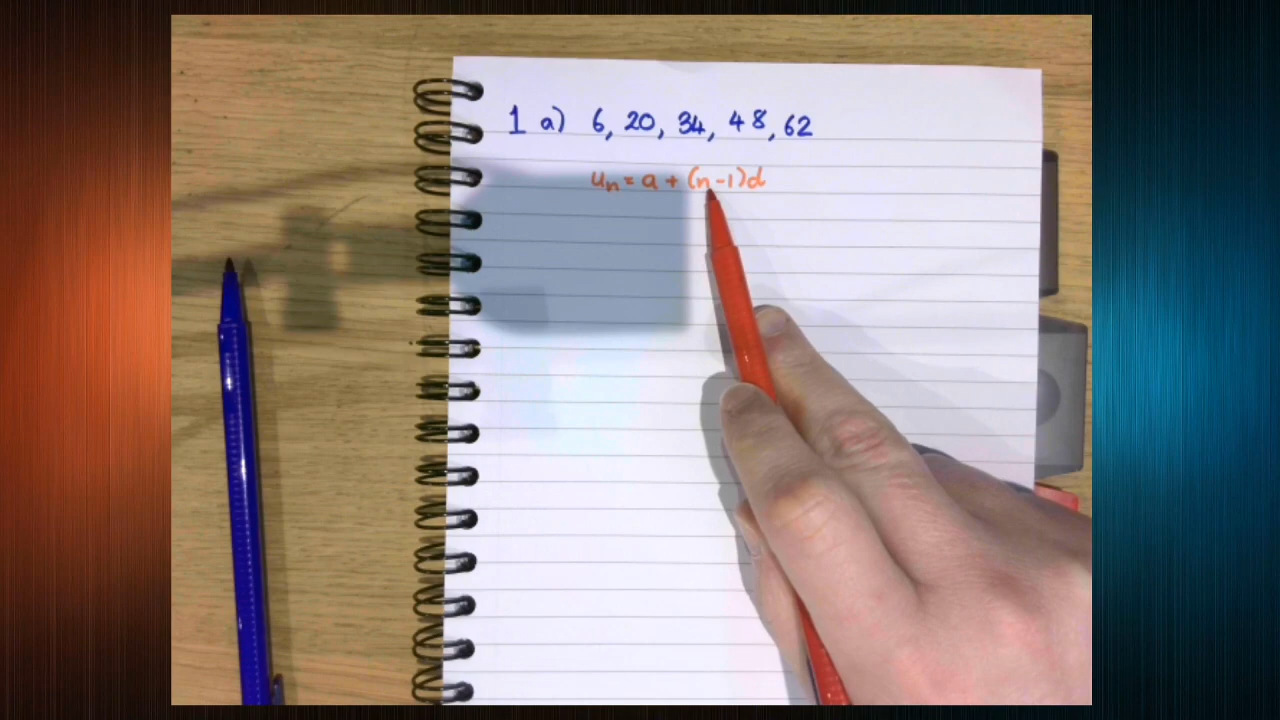 1 a) 6, 20, 34, 48, 62
un = a + (n-1)d